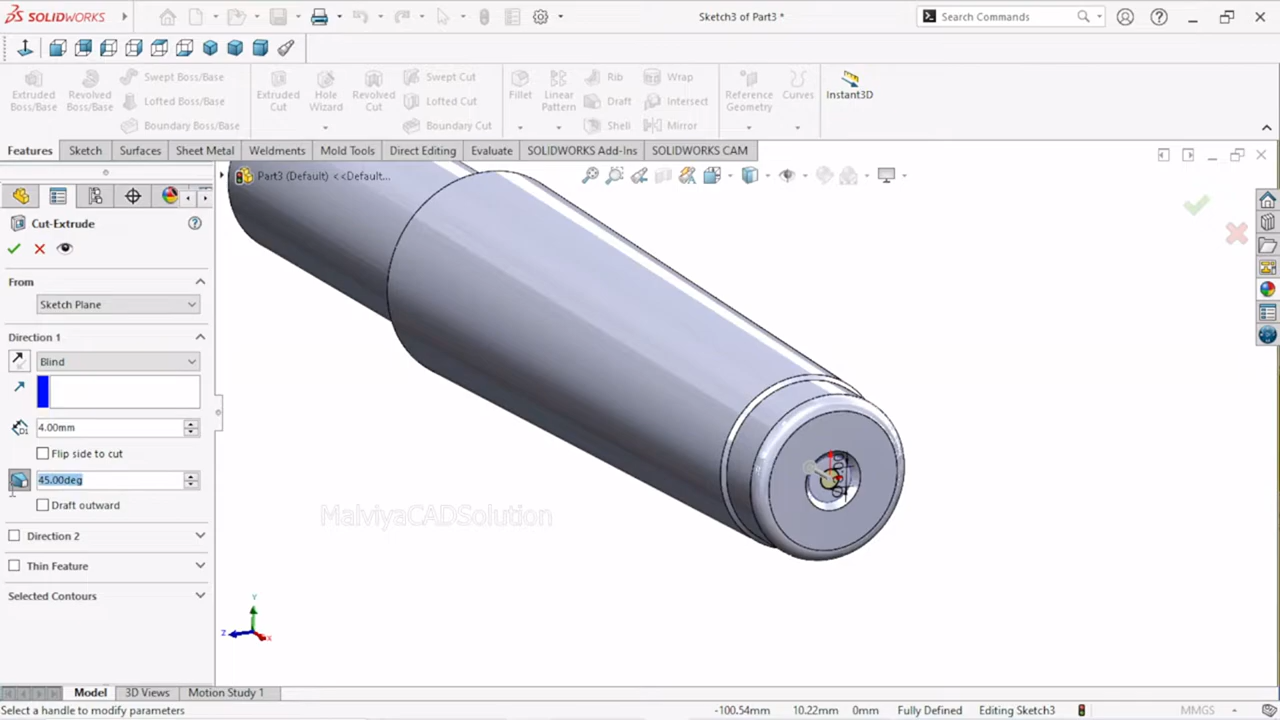 SOLIDWORKS
Sketch3 of Part3 *
Search Commands
Extruded Boss/Base
Revolved Boss/Base
Swept Boss/Base
Lofted Boss/Base
Boundary Boss/Base
Extruded Cut
Hole Wizard
Revolved Cut
Swept Cut
Lofted Cut
Boundary Cut
Fillet
Linear Pattern
Rib
Draft
Shell
Wrap
Intersect
Mirror
Reference Geometry
Curves
Instant3D
Features Sketch Surfaces Sheet Metal Weldments Mold Tools Direct Editing Evaluate SOLIDWORKS Add-Ins SOLIDWORKS CAM
Part3 (Default) <<Default...
Cut-Extrude
From
Sketch Plane
Direction 1
Blind
4.00mm
Flip side to cut
45.00deg
Draft outward
Direction 2
Thin Feature
Selected Contours
MalviyaCADSolution
Y
Z
X
Model 3D Views Motion Study 1
Select a handle to modify parameters
-100.54mm 10.22mm 0mm Fully Defined Editing Sketch3 MMGS